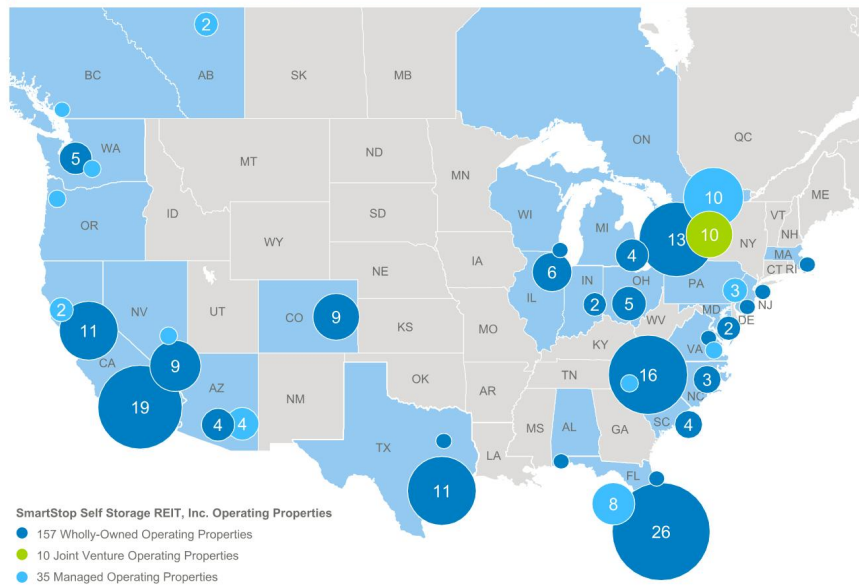 2
BC
AB
SK
MB
ON
QC
5
WA
MT
ND
MN
ME
OR
ID
SD
WI
MI
10
VT
NH
NY
13
10
MA
CT RI
WY
IA
6
4
NE
2
11
NV
UT
CO
9
IL
IN
2
OH
5
PA
3
NJ
MD
DE
2
CA
9
KS
MO
WV
VA
KY
16
19
AZ
4
4
NM
OK
AR
TN
NC
3
SC
4
TX
MS
AL
GA
LA
11
FL
8
26
SmartStop Self Storage REIT, Inc. Operating Properties
157 Wholly-Owned Operating Properties
10 Joint Venture Operating Properties
35 Managed Operating Properties